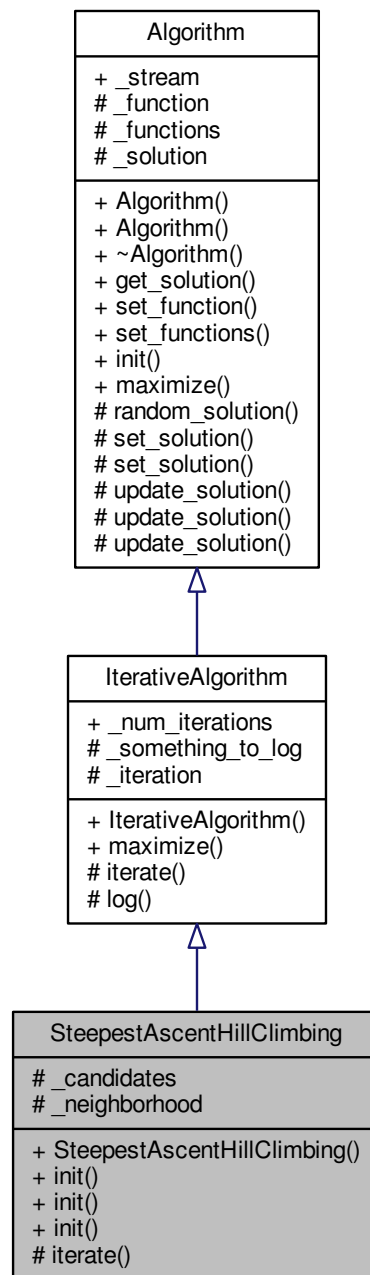 Algorithm
+ _stream
# _function
# _functions
# _solution
+ Algorithm()
+ Algorithm()
+ ~Algorithm()
+ get_solution()
+ set_function()
+ set_functions()
+ init()
+ maximize()
# random_solution()
# set_solution()
# set_solution()
# update_solution()
# update_solution()
# update_solution()
IterativeAlgorithm
+ _num_iterations
# _something_to_log
# _iteration
+ IterativeAlgorithm()
+ maximize()
# iterate()
# log()
SteepestAscentHillClimbing
# _candidates
# _neighborhood
+ SteepestAscentHillClimbing()
+ init()
+ init()
+ init()
# iterate()